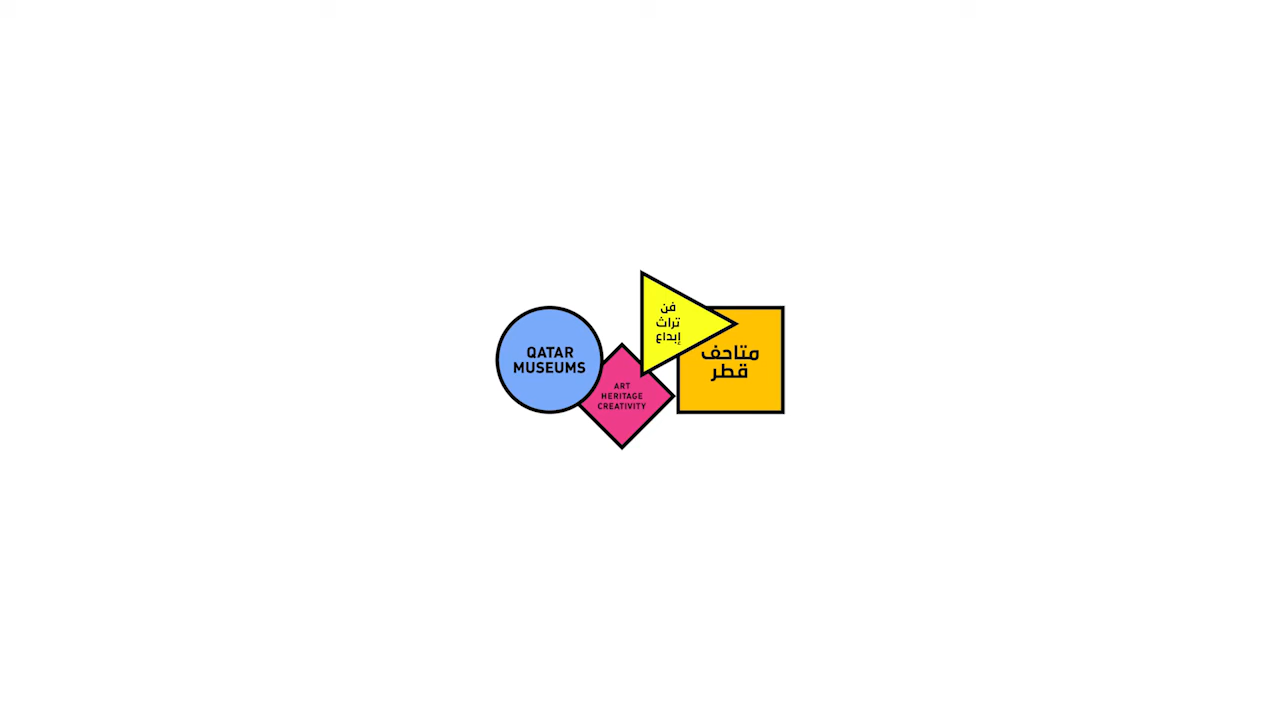 QATAR
MUSEUMS
ART
HERITAGE
CREATIVITY
فن
تراث
إبداع
متاحف
قطر